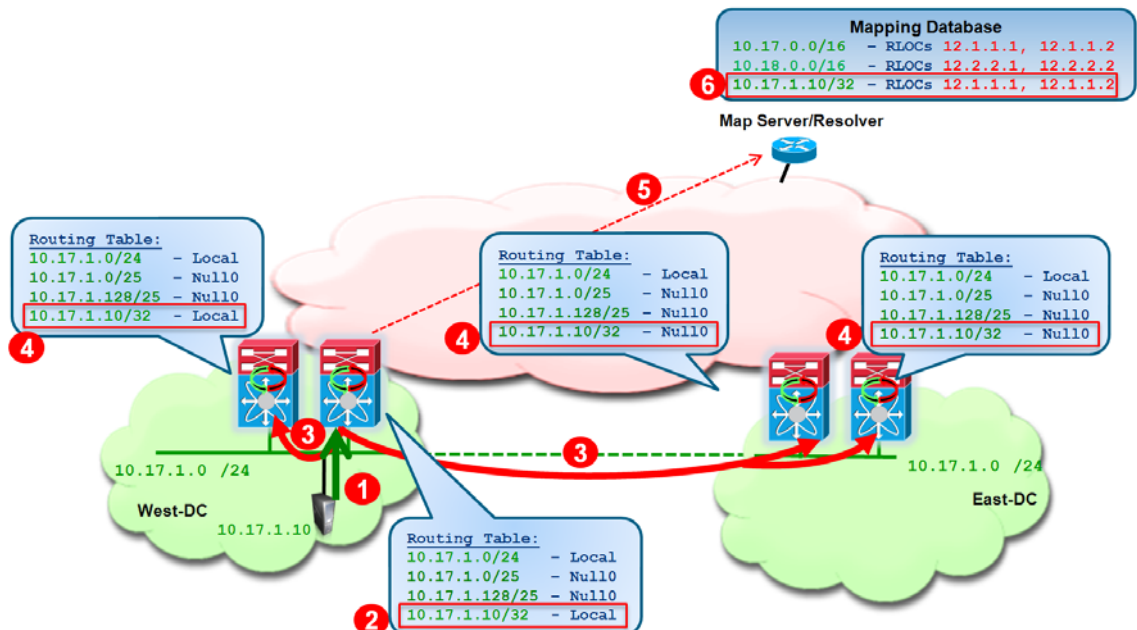 Mapping Database
10.17.0.0/16 – RLOCs 12.1.1.1, 12.1.1.2
10.18.0.0/16 – RLOCs 12.2.2.1, 12.2.2.2
6
10.17.1.10/32 – RLOCs 12.1.1.1, 12.1.1.2
Map Server/Resolver
5
Routing Table:
10.17.1.0/24 – Local
10.17.1.0/25 – Null0
10.17.1.128/25 – Null0
10.17.1.10/32 – Local
4
Routing Table:
10.17.1.0/24 – Local
10.17.1.0/25 – Null0
10.17.1.128/25 – Null0
10.17.1.10/32 – Null0
4
Routing Table:
10.17.1.0/24 – Local
10.17.1.0/25 – Null0
10.17.1.128/25 – Null0
10.17.1.10/32 – Null0
4
3
3
10.17.1.0 /24
10.17.1.0 /24
1
West-DC
East-DC
10.17.1.10
Routing Table:
10.17.1.0/24 – Local
10.17.1.0/25 – Null0
10.17.1.128/25 – Null0
10.17.1.10/32 – Local
2